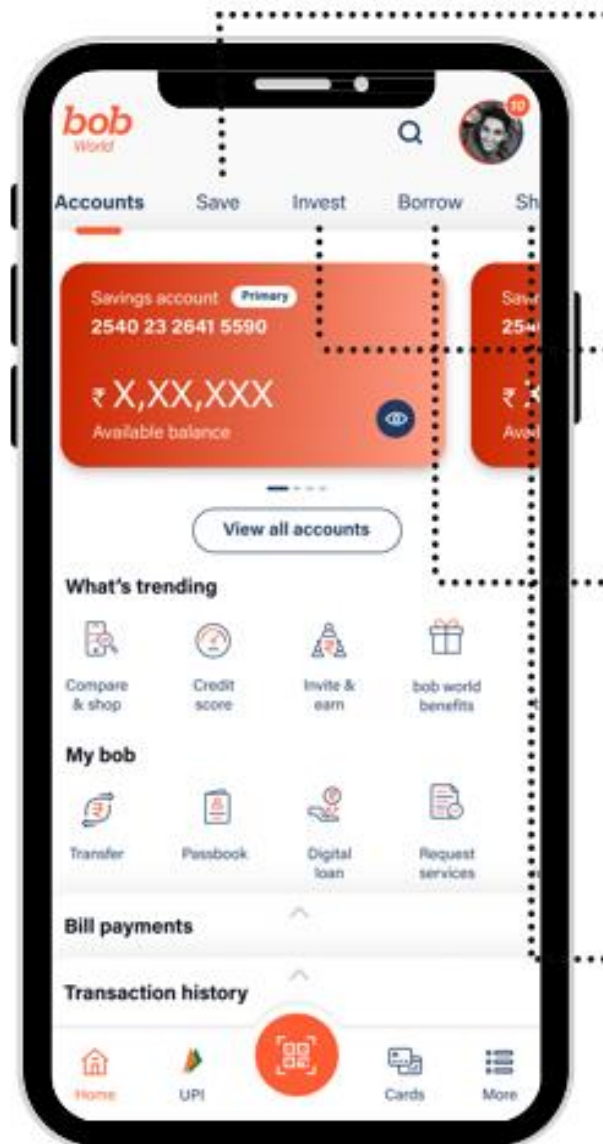 bob
World
10
Accounts Save Invest Borrow Sh
Savings account Primary
2540 23 2641 5590
₹ X,XX,XXX
Available balance
View all accounts
What's trending
Compare & shop
Credit score
Invite & earn
bob world benefits
My bob
Transfer
Passbook
Digital loan
Request services
Bill payments
Transaction history
Home UPI Cards More